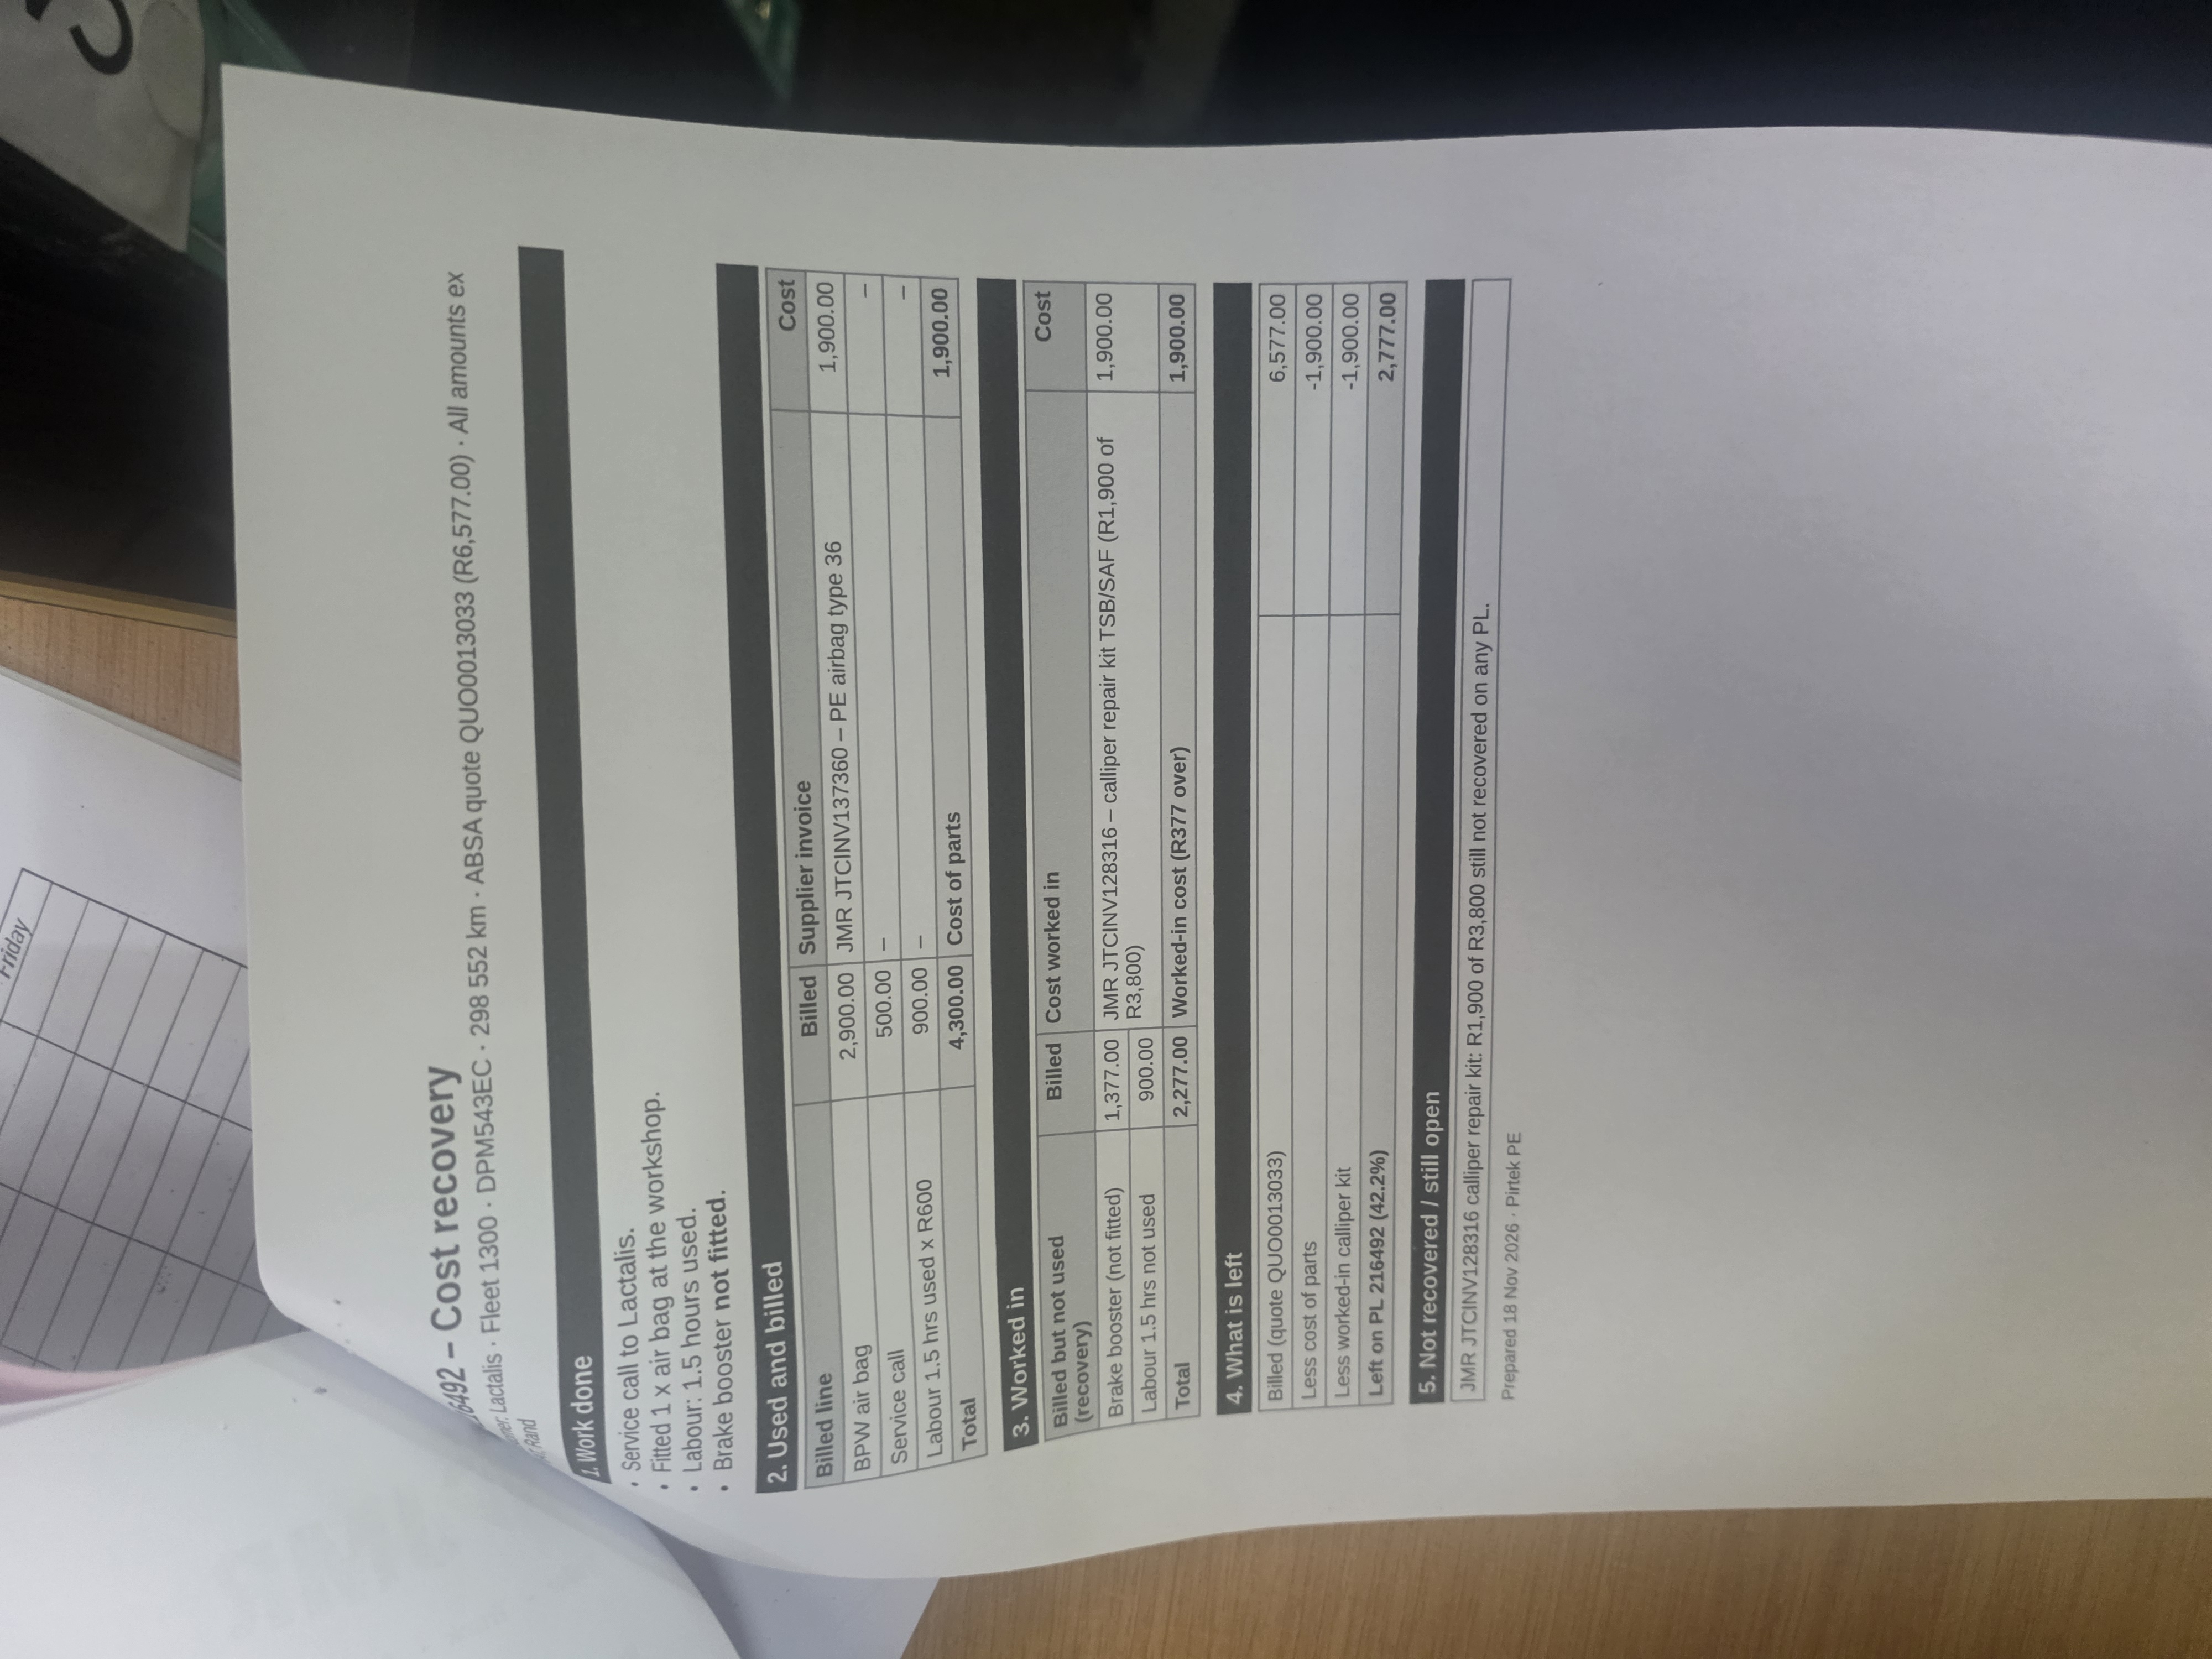 Friday
6492 – Cost recovery
Lactalis · Fleet 1300 · DPM543EC · 298 552 km · ABSA quote QUO0013033 (R6,577.00) · All amounts ex
Rand
1. Work done
• Service call to Lactalis.
• Fitted 1 x air bag at the workshop.
• Labour: 1.5 hours used.
• Brake booster not fitted.
2. Used and billed
Billed line Billed Supplier invoice Cost
BPW air bag 2,900.00 JMR JTCINV137360 – PE airbag type 36 1,900.00
Service call 500.00 – –
Labour 1.5 hrs used x R600 900.00 – –
Total 4,300.00 Cost of parts 1,900.00
3. Worked in
Billed but not used Billed Cost worked in Cost
(recovery)
Brake booster (not fitted) 1,377.00 JMR JTCINV128316 – calliper repair kit TSB/SAF (R1,900 of 1,900.00
R3,800)
Labour 1.5 hrs not used 900.00
Total 2,277.00 Worked-in cost (R377 over) 1,900.00
4. What is left
Billed (quote QUO0013033) 6,577.00
Less cost of parts -1,900.00
Less worked-in calliper kit -1,900.00
Left on PL 216492 (42.2%) 2,777.00
5. Not recovered / still open
JMR JTCINV128316 calliper repair kit: R1,900 of R3,800 still not recovered on any PL.
Prepared 18 Nov 2026 · Pirtek PE